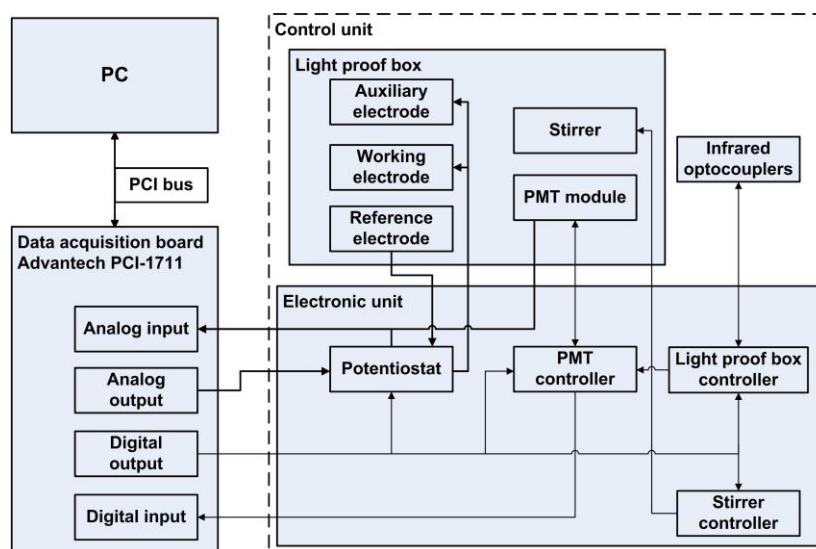 PC
PCI bus
Data acquisition board
Advantech PCI-1711
Analog input
Analog
output
Digital
output
Digital input
Control unit
Light proof box
Auxiliary
electrode
Working
electrode
Reference
electrode
Stirrer
PMT module
Infrared
optocouplers
Electronic unit
Potentiostat
PMT
controller
Light proof box
controller
Stirrer
controller